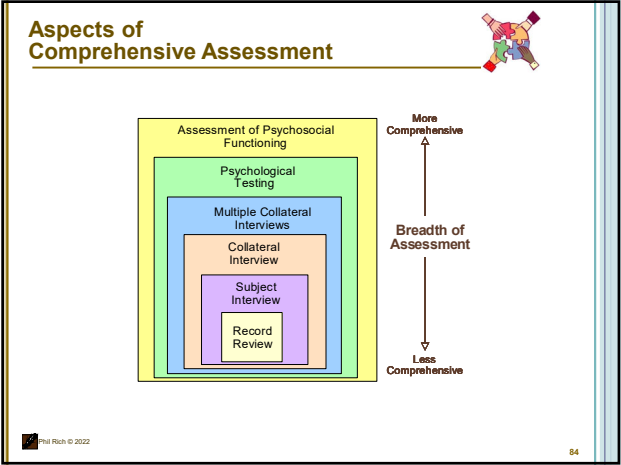 Aspects of
Comprehensive Assessment
Assessment of Psychosocial
Functioning
Psychological
Testing
Multiple Collateral
Interviews
Collateral
Interview
Subject
Interview
Record
Review
More
Comprehensive
Breadth of
Assessment
Less
Comprehensive
Phil Rich © 2022
84